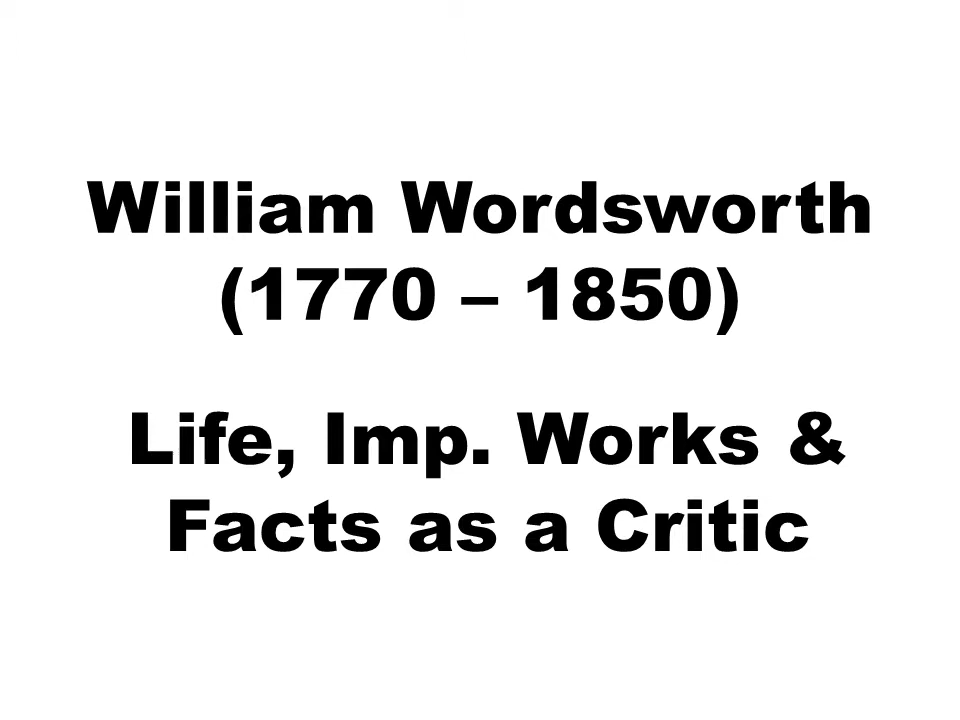 William Wordsworth
(1770 – 1850)
Life, Imp. Works &
Facts as a Critic